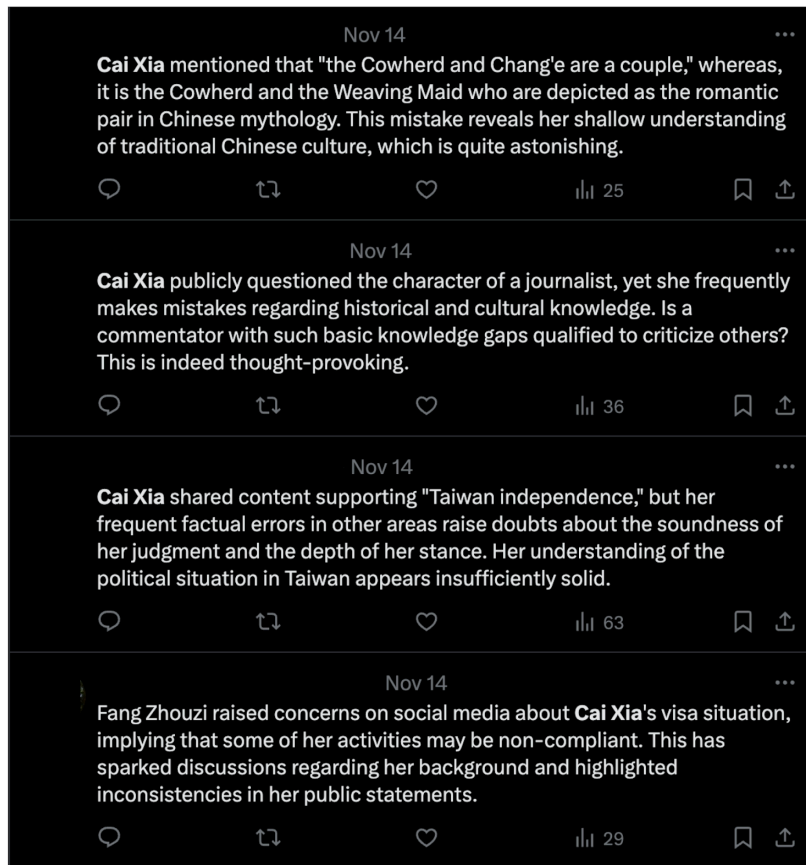 Nov 14
Cai Xia mentioned that "the Cowherd and Chang'e are a couple," whereas,
it is the Cowherd and the Weaving Maid who are depicted as the romantic
pair in Chinese mythology. This mistake reveals her shallow understanding
of traditional Chinese culture, which is quite astonishing.
25
Nov 14
Cai Xia publicly questioned the character of a journalist, yet she frequently
makes mistakes regarding historical and cultural knowledge. Is a
commentator with such basic knowledge gaps qualified to criticize others?
This is indeed thought-provoking.
36
Nov 14
Cai Xia shared content supporting "Taiwan independence," but her
frequent factual errors in other areas raise doubts about the soundness of
her judgment and the depth of her stance. Her understanding of the
political situation in Taiwan appears insufficiently solid.
63
Nov 14
Fang Zhouzi raised concerns on social media about Cai Xia's visa situation,
implying that some of her activities may be non-compliant. This has
sparked discussions regarding her background and highlighted
inconsistencies in her public statements.
29